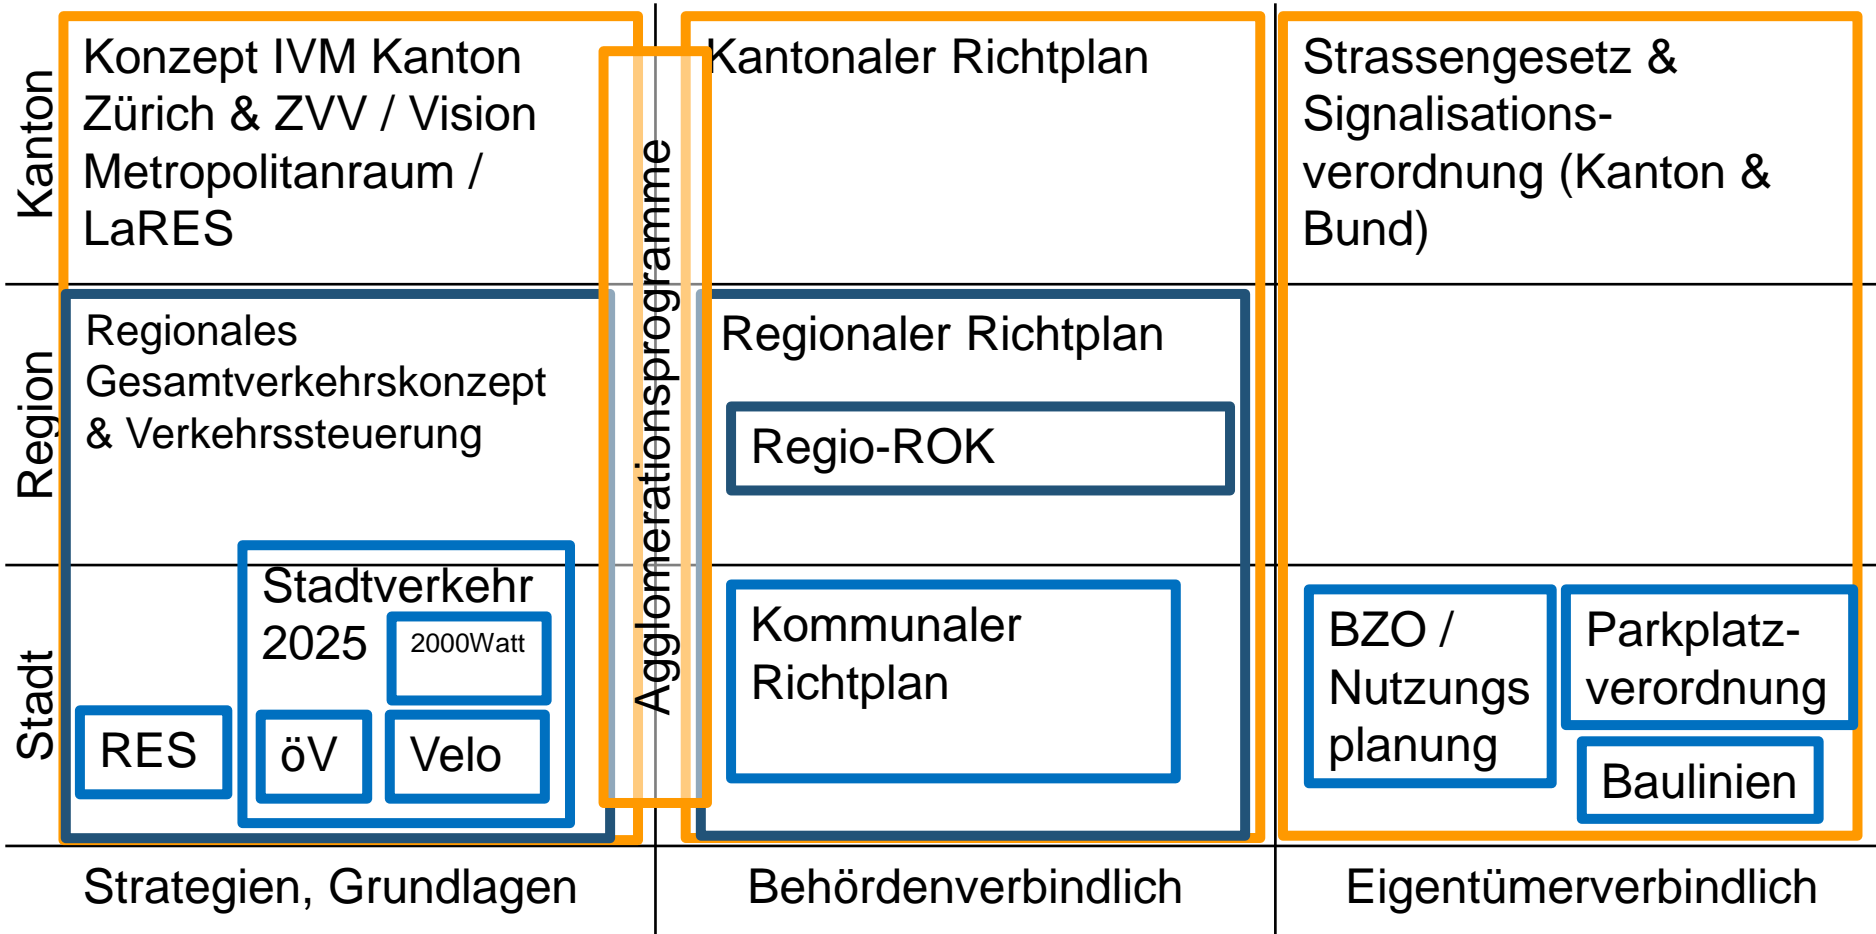 Kanton
Konzept IVM Kanton
Zürich & ZVV / Vision
Metropolitanraum /
LaRES
Kantonaler Richtplan
Strassengesetz &
Signalisations-
verordnung (Kanton &
Bund)
Agglomerationsprogramme
Region
Regionales
Gesamtverkehrskonzept
& Verkehrssteuerung
Regionaler Richtplan
Regio-ROK
Stadt
Stadtverkehr
2025
2000Watt
RES
öV
Velo
Kommunaler
Richtplan
BZO /
Nutzungs
planung
Parkplatz-
verordnung
Baulinien
Strategien, Grundlagen
Behördenverbindlich
Eigentümerverbindlich